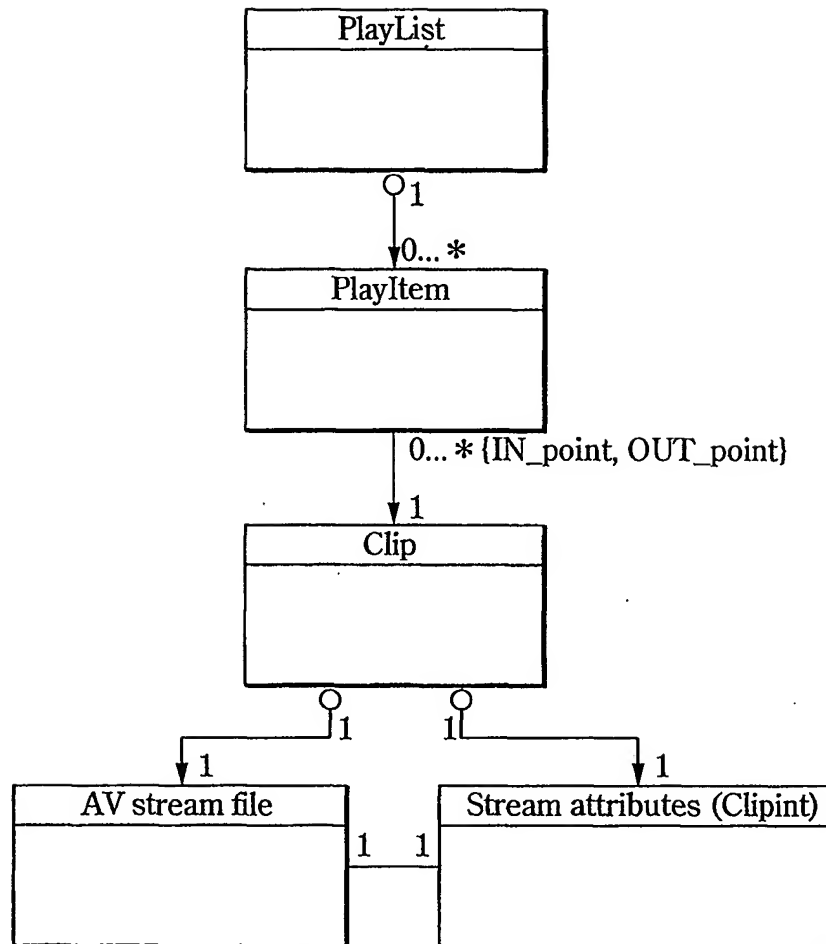 PlayList
1
0... *
PlayItem
0... * {IN_point, OUT_point}
1
Clip
1 1
1 1
AV stream file Stream attributes (Clipint)
1 1